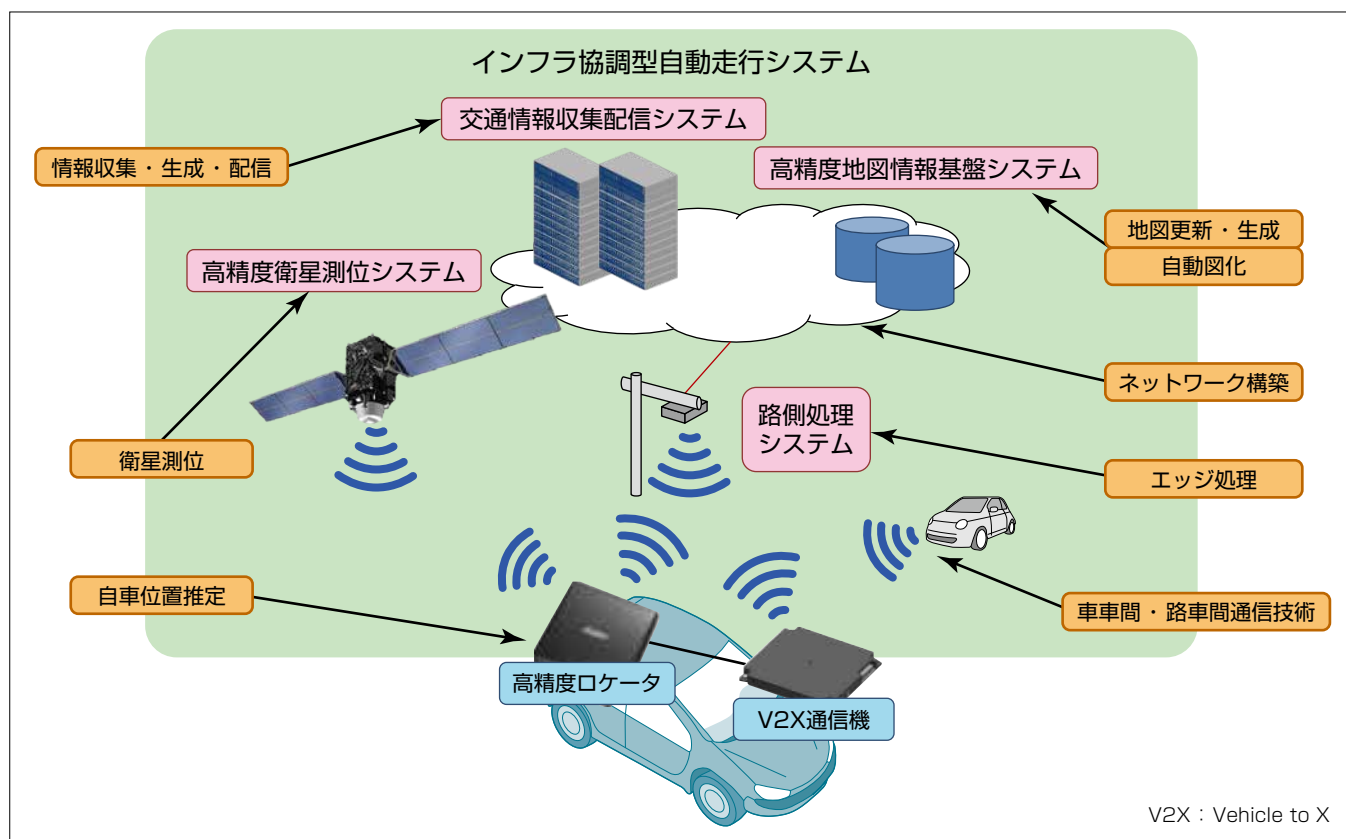 インフラ協調型自動走行システム
交通情報収集配信システム
情報収集・生成・配信
高精度地図情報基盤システム
地図更新・生成
自動図化
高精度衛星測位システム
ネットワーク構築
路側処理
システム
衛星測位
エッジ処理
自車位置推定
車車間・路車間通信技術
高精度ロケータ
V2X通信機
V2X：Vehicle to X